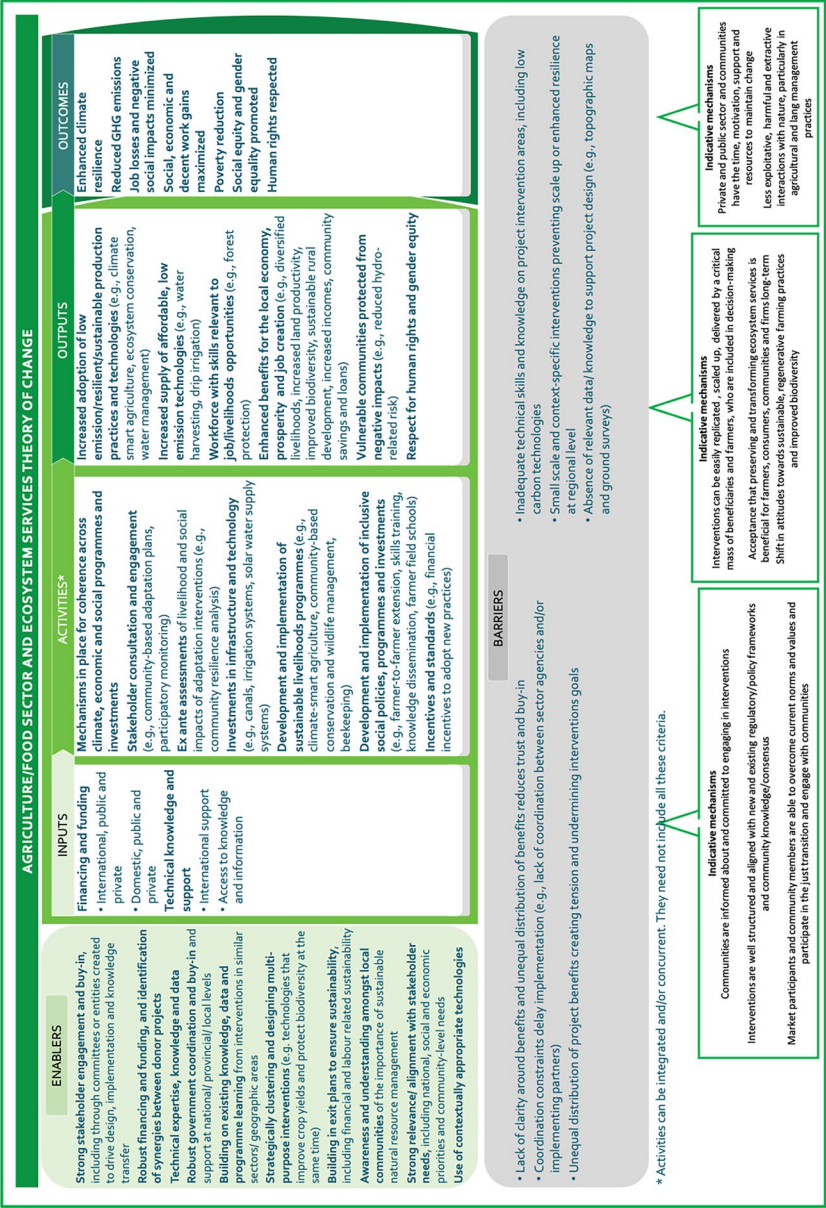 AGRICULTURE/FOOD SECTOR AND ECOSYSTEM SERVICES THEORY OF CHANGE
ENABLERS
Strong stakeholder engagement and buy-in,
including through committees or entities created
to drive design, implementation and knowledge
transfer
Robust financing and funding, and identification
of synergies between donor projects
Technical expertise, knowledge and data
Robust government coordination and buy-in and
support at national/ provincial/ local levels
Building on existing knowledge, data and
programme learning from interventions in similar
sectors/ geographic areas
Strategically clustering and designing multi-
purpose interventions (e.g. technologies that
improve crop yields and protect biodiversity at the
same time)
Building in exit plans to ensure sustainability,
including financial and labour related sustainability
Awareness and understanding amongst local
communities of the importance of sustainable
natural resource management
Strong relevance/ alignment with stakeholder
needs, including national, social and economic
priorities and community-level needs
Use of contextually appropriate technologies
INPUTS
Financing and funding
• International, public and
private
• Domestic, public and
private
Technical knowledge and
support
• International support
• Access to knowledge
and information
ACTIVITIES*
Mechanisms in place for coherence across
climate, economic and social programmes and
investments
Stakeholder consultation and engagement
(e.g., community-based adaptation plans,
participatory monitoring)
Ex ante assessments of livelihood and social
impacts of adaptation interventions (e.g.,
community resilience analysis)
Investments in infrastructure and technology
(e.g., canals, irrigation systems, solar water supply
systems)
Development and implementation of
sustainable livelihoods programmes (e.g.,
climate-smart agriculture, community-based
conservation and wildlife management,
beekeeping)
Development and implementation of inclusive
social policies, programmes and investments
(e.g., farmer-to-farmer extension, skills training,
knowledge dissemination, farmer field schools)
Incentives and standards (e.g., financial
incentives to adopt new practices)
OUTPUTS
Increased adoption of low
emission/resilient/sustainable production
practices and technologies (e.g., climate
smart agriculture, ecosystem conservation,
water management)
Increased supply of affordable, low
emission technologies (e.g., water
harvesting, drip irrigation)
Workforce with skills relevant to
job/livelihoods opportunities (e.g., forest
protection)
Enhanced benefits for the local economy,
prosperity and job creation (e.g., diversified
livelihoods, increased land productivity,
improved biodiversity, sustainable rural
development, increased incomes, community
savings and loans)
Vulnerable communities protected from
negative impacts (e.g., reduced hydro-
related risk)
Respect for human rights and gender equity
OUTCOMES
Enhanced climate
resilience
Reduced GHG emissions
Job losses and negative
social impacts minimized
Social, economic and
decent work gains
maximized
Poverty reduction
Social equity and gender
equality promoted
Human rights respected
BARRIERS
• Lack of clarity around benefits and unequal distribution of benefits reduces trust and buy-in
• Coordination constraints delay implementation (e.g., lack of coordination between sector agencies and/or
implementing partners)
• Unequal distribution of project benefits creating tension and undermining interventions goals
• Inadequate technical skills and knowledge on project intervention areas, including low
carbon technologies
• Small scale and context-specific interventions preventing scale up or enhanced resilience
at regional level
• Absence of relevant data/ knowledge to support project design (e.g., topographic maps
and ground surveys)
* Activities can be integrated and/or concurrent. They need not include all these criteria.
Indicative mechanisms
Communities are informed about and committed to engaging in interventions
Interventions are well structured and aligned with new and existing regulatory/policy frameworks
and community knowledge/consensus
Market participants and community members are able to overcome current norms and values and
participate in the just transition and engage with communities
Indicative mechanisms
Interventions can be easily replicated , scaled up, delivered by a critical
mass of beneficiaries and farmers, who are included in decision-making
Acceptance that preserving and transforming ecosystem services is
beneficial for farmers, consumers, communities and firms long-term
Shift in attitudes towards sustainable, regenerative farming practices
and improved biodiversity
Indicative mechanisms
Private and public sector and communities
have the time, motivation, support and
resources to maintain change
Less exploitative, harmful and extractive
interactions with nature, particularly in
agricultural and lang management
practices